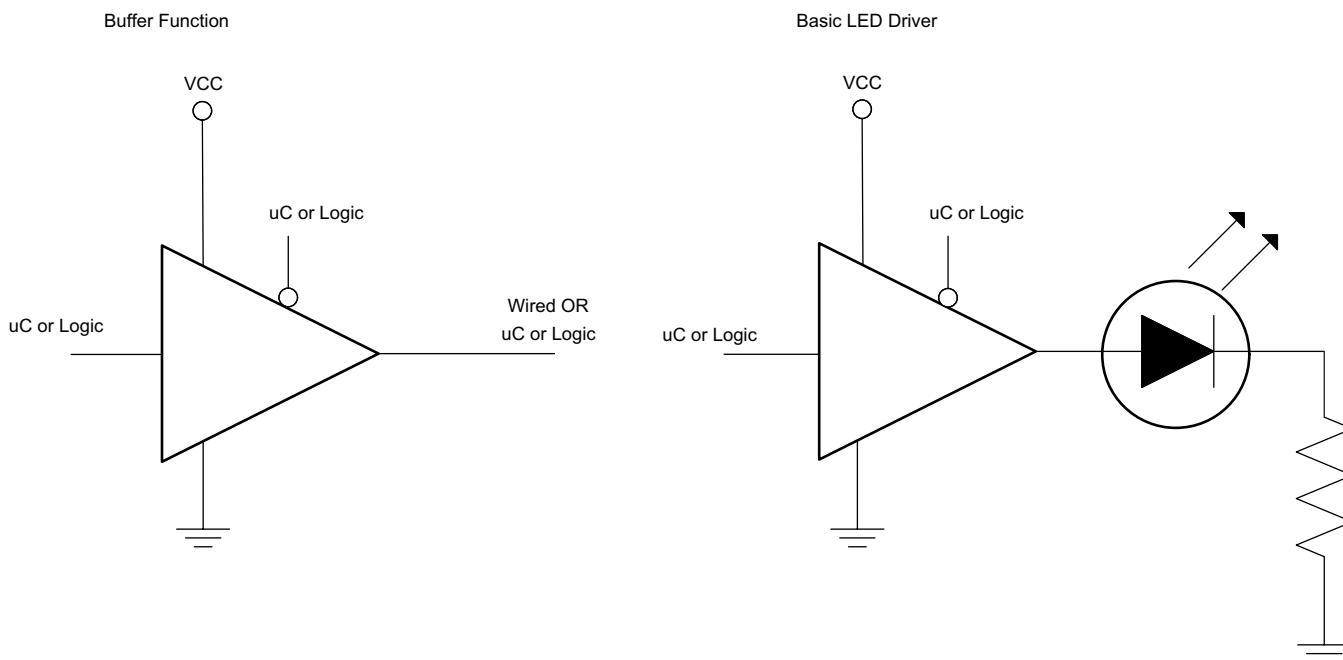 Buffer Function
VCC
uC or Logic
uC or Logic
Wired OR
uC or Logic
Basic LED Driver
VCC
uC or Logic
uC or Logic